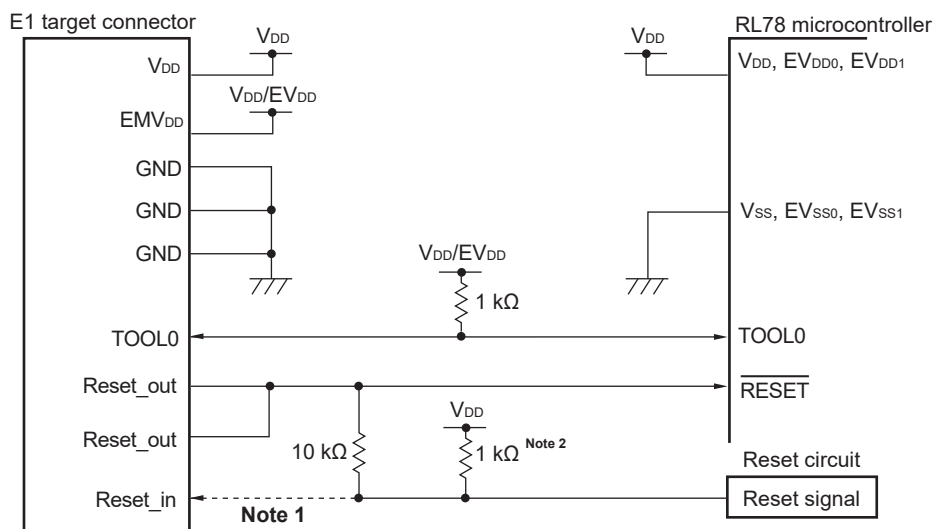 E1 target connector
RL78 microcontroller
VDD
VDD
VDD
VDD, EVDD0, EVDD1
VDD/EVDD
EMVDD
GND
GND
VSS, EVSS0, EVSS1
GND
VDD/EVDD
1 kΩ
TOOL0
TOOL0
Reset_out
RESET
VDD
Reset_out
10 kΩ
1 kΩ Note 2
Reset circuit
Reset_in
Note 1
Reset signal